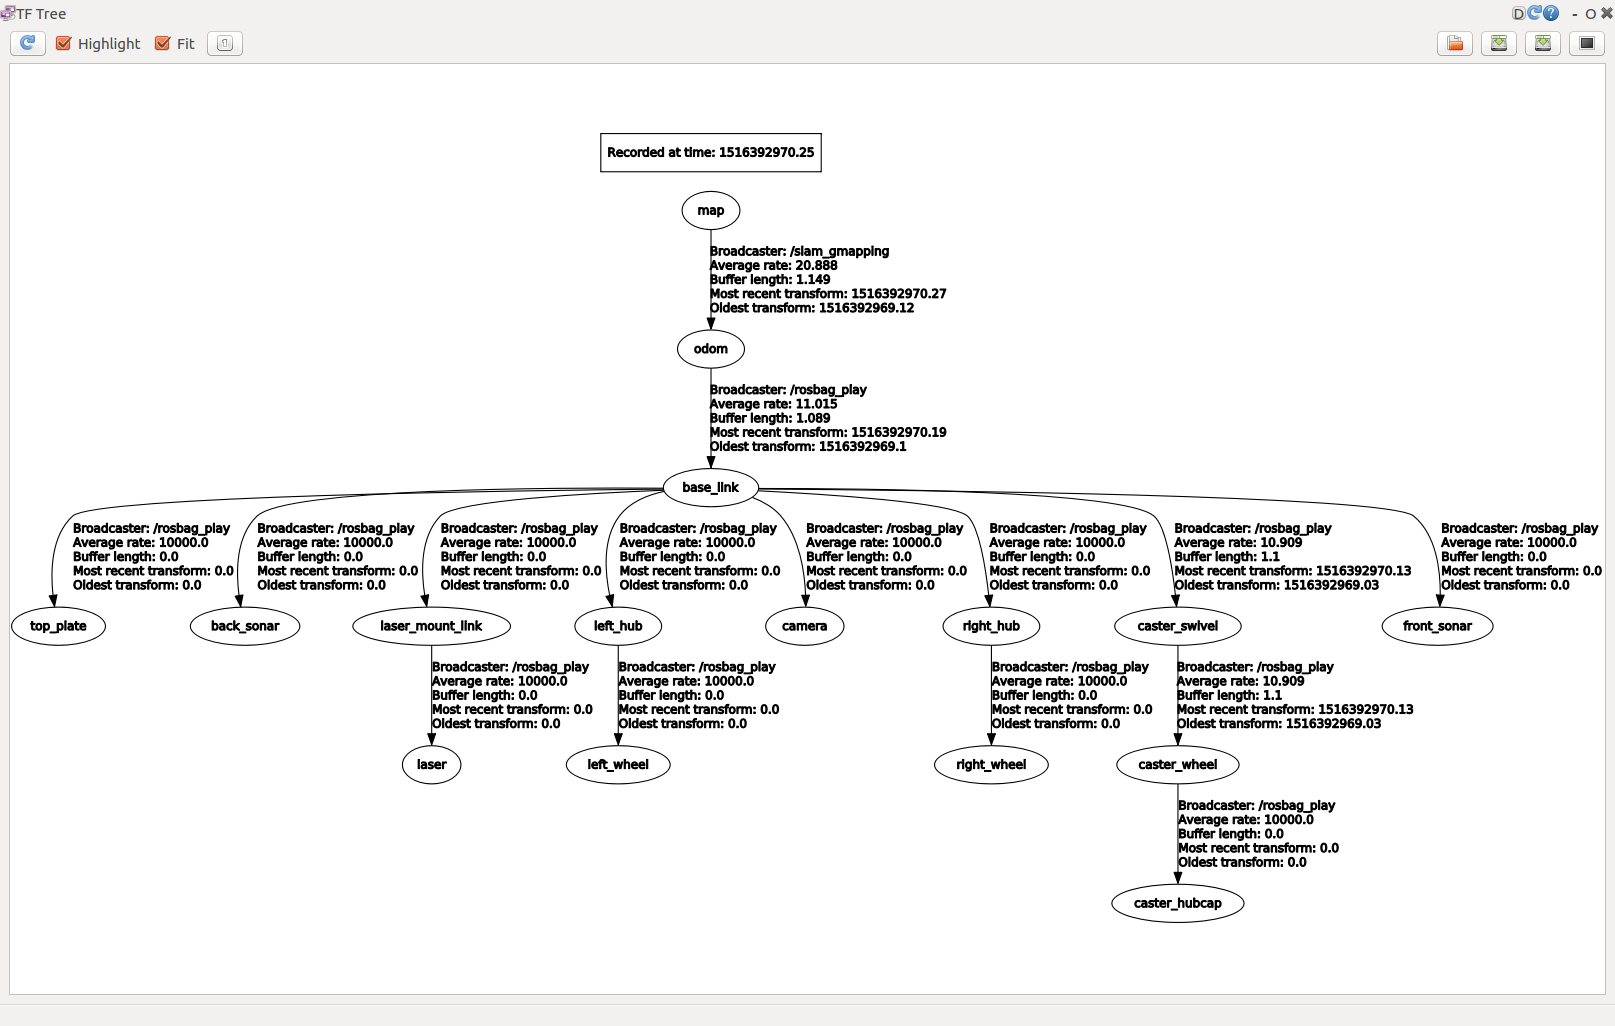 TF Tree
D
?
- O ✖
Highlight
Fit
Recorded at time: 1516392970.25
map
Broadcaster: /slam_gmapping
Average rate: 20.888
Buffer length: 1.149
Most recent transform: 1516392970.27
Oldest transform: 1516392969.12
odom
Broadcaster: /rosbag_play
Average rate: 11.015
Buffer length: 1.089
Most recent transform: 1516392970.19
Oldest transform: 1516392969.1
base_link
Broadcaster: /rosbag_play
Average rate: 10000.0
Buffer length: 0.0
Most recent transform: 0.0
Oldest transform: 0.0
Broadcaster: /rosbag_play
Average rate: 10000.0
Buffer length: 0.0
Most recent transform: 0.0
Oldest transform: 0.0
Broadcaster: /rosbag_play
Average rate: 10000.0
Buffer length: 0.0
Most recent transform: 0.0
Oldest transform: 0.0
Broadcaster: /rosbag_play
Average rate: 10000.0
Buffer length: 0.0
Most recent transform: 0.0
Oldest transform: 0.0
Broadcaster: /rosbag_play
Average rate: 10000.0
Buffer length: 0.0
Most recent transform: 0.0
Oldest transform: 0.0
Broadcaster: /rosbag_play
Average rate: 10000.0
Buffer length: 0.0
Most recent transform: 0.0
Oldest transform: 0.0
Broadcaster: /rosbag_play
Average rate: 10.909
Buffer length: 1.1
Most recent transform: 1516392970.13
Oldest transform: 1516392969.03
Broadcaster: /rosbag_play
Average rate: 10000.0
Buffer length: 0.0
Most recent transform: 0.0
Oldest transform: 0.0
top_plate
back_sonar
laser_mount_link
left_hub
camera
right_hub
caster_swivel
front_sonar
Broadcaster: /rosbag_play
Average rate: 10000.0
Buffer length: 0.0
Most recent transform: 0.0
Oldest transform: 0.0
Broadcaster: /rosbag_play
Average rate: 10000.0
Buffer length: 0.0
Most recent transform: 0.0
Oldest transform: 0.0
Broadcaster: /rosbag_play
Average rate: 10000.0
Buffer length: 0.0
Most recent transform: 0.0
Oldest transform: 0.0
Broadcaster: /rosbag_play
Average rate: 10.909
Buffer length: 1.1
Most recent transform: 1516392970.13
Oldest transform: 1516392969.03
laser
left_wheel
right_wheel
caster_wheel
Broadcaster: /rosbag_play
Average rate: 10000.0
Buffer length: 0.0
Most recent transform: 0.0
Oldest transform: 0.0
caster_hubcap